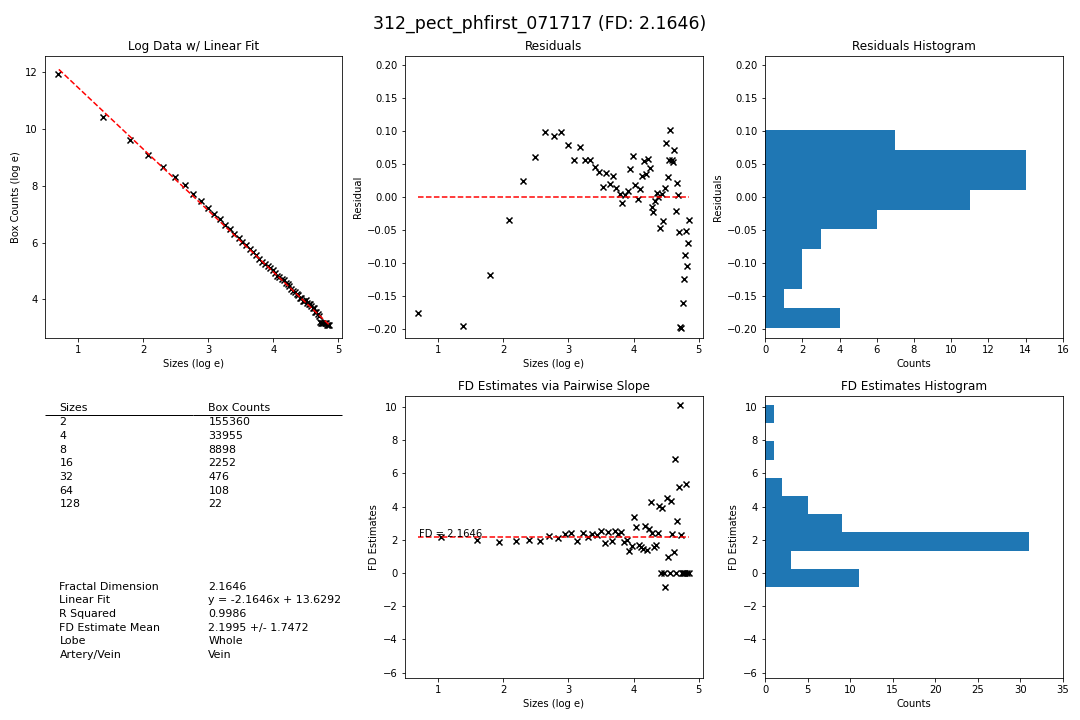 312_pect_phfirst_071717 (FD: 2.1646)
Log Data w/ Linear Fit
Box Counts (log e)
12
10
8
6
4
1 2 3 4 5
Sizes (log e)
Residuals
Residual
0.20
0.15
0.10
0.05
0.00
−0.05
−0.10
−0.15
−0.20
1 2 3 4 5
Sizes (log e)
Residuals Histogram
Residuals
0.20
0.15
0.10
0.05
0.00
−0.05
−0.10
−0.15
−0.20
0 2 4 6 8 10 12 14 16
Counts
Sizes Box Counts
2 155360
4 33955
8 8898
16 2252
32 476
64 108
128 22
Fractal Dimension 2.1646
Linear Fit y = -2.1646x + 13.6292
R Squared 0.9986
FD Estimate Mean 2.1995 +/- 1.7472
Lobe Whole
Artery/Vein Vein
FD Estimates via Pairwise Slope
FD Estimates
10
8
6
4
2
0
−2
−4
−6
FD = 2.1646
1 2 3 4 5
Sizes (log e)
FD Estimates Histogram
FD Estimates
10
8
6
4
2
0
−2
−4
−6
0 5 10 15 20 25 30 35
Counts